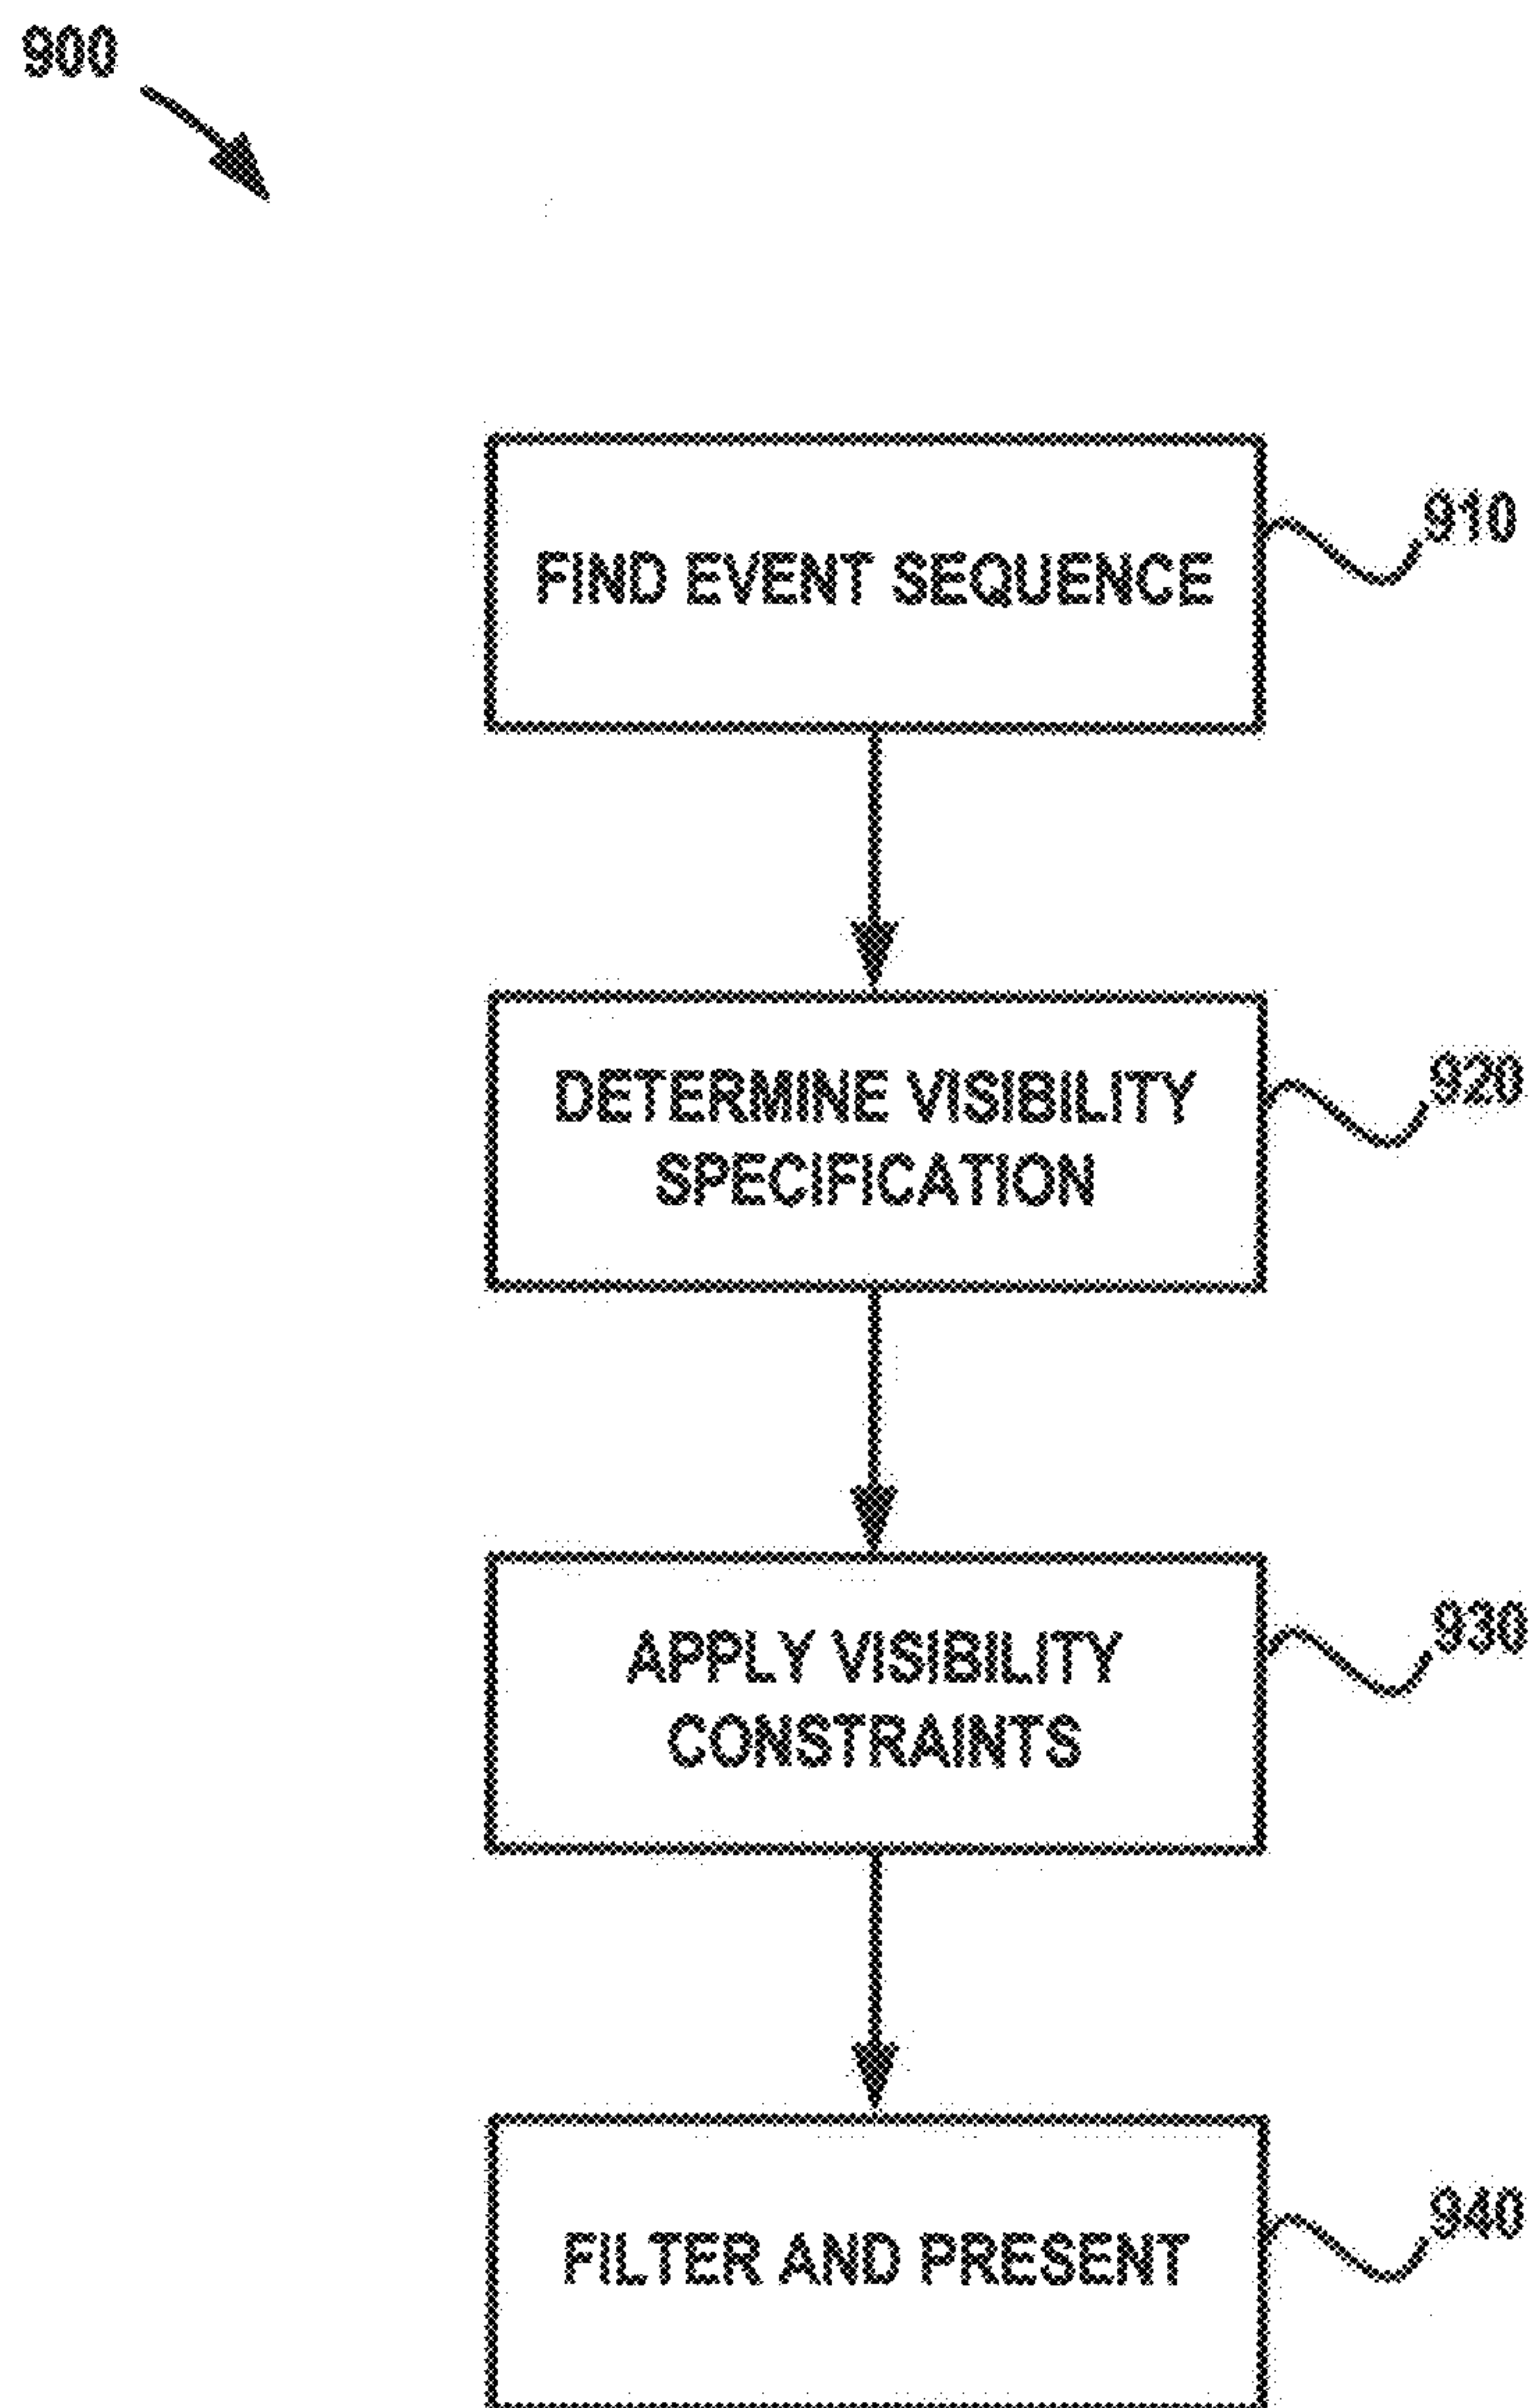 900
FIND EVENT SEQUENCE
910
DETERMINE VISIBILITY
SPECIFICATION
920
APPLY VISIBILITY
CONSTRAINTS
930
FILTER AND PRESENT
940